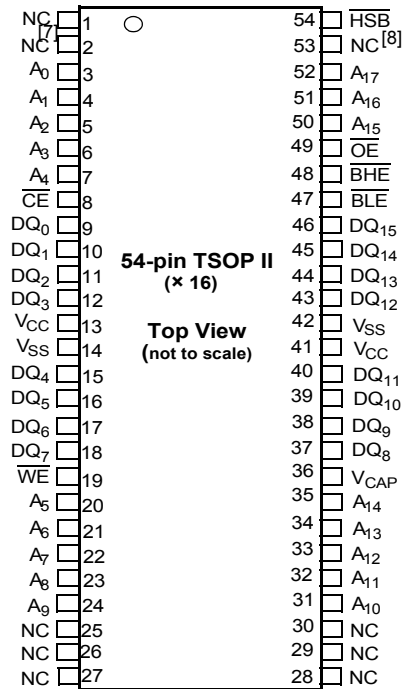 NC 1 54 HSB
[7]
NC 2 53 NC[8]
A0 3 52 A17
A1 4 51 A16
A2 5 50 A15
A3 6 49 OE
A4 7 48 BHE
CE 8 47 BLE
DQ0 9 46 DQ15
DQ1 10 45 DQ14
54-pin TSOP II
DQ2 11 44 DQ13
(× 16)
DQ3 12 43 DQ12
VCC 13 42 VSS
Top View
VSS 14 41 VCC
(not to scale)
DQ4 15 40 DQ11
DQ5 16 39 DQ10
DQ6 17 38 DQ9
DQ7 18 37 DQ8
WE 19 36 VCAP
A5 20 35 A14
A6 21 34 A13
A7 22 33 A12
A8 23 32 A11
A9 24 31 A10
NC 25 30 NC
NC 26 29 NC
NC 27 28 NC